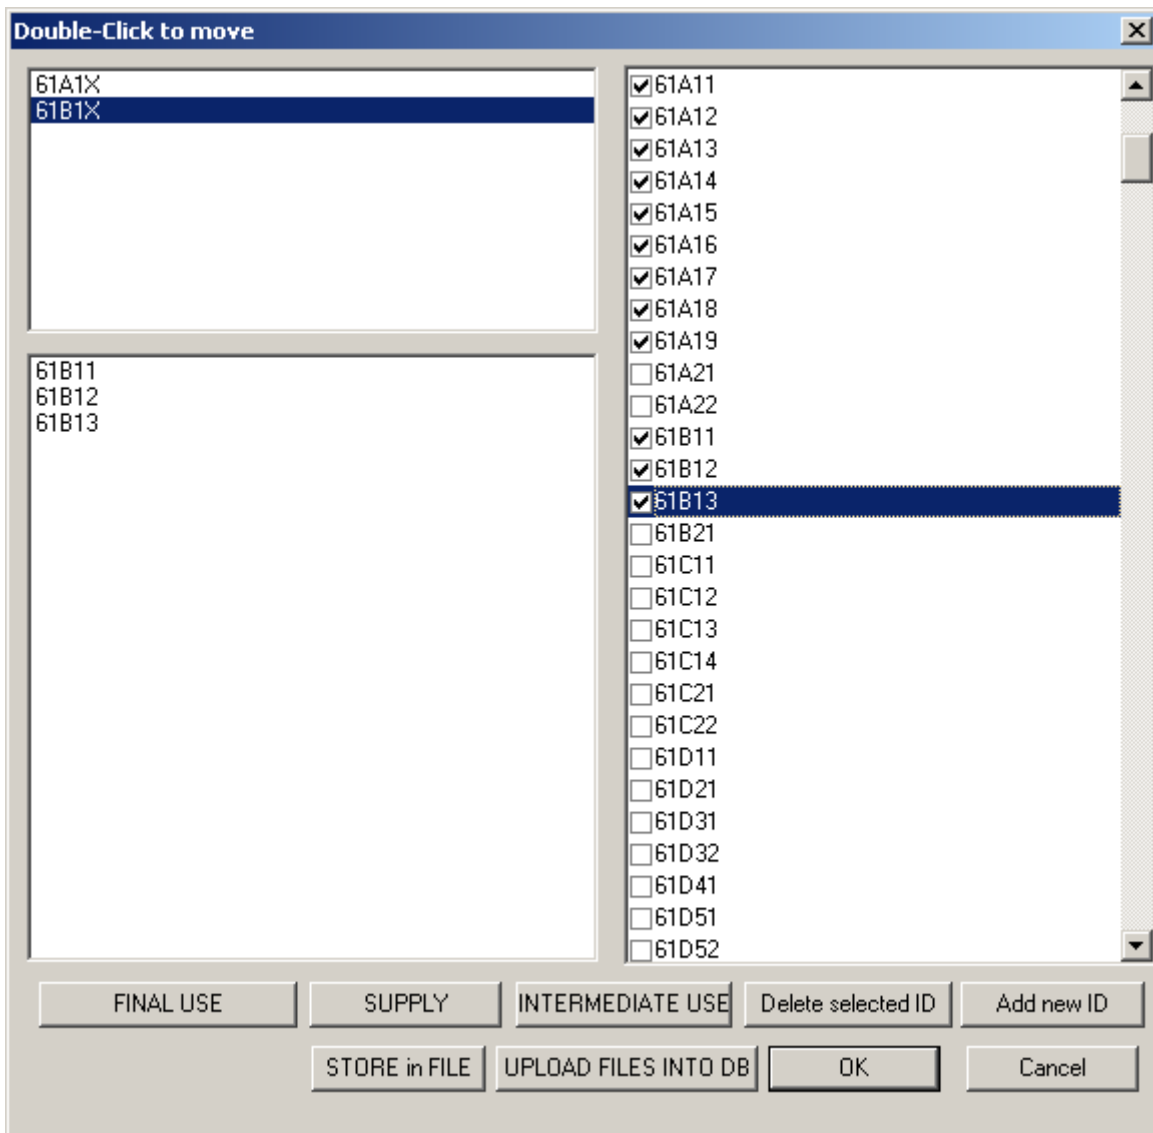 Double-Click to move
61A1X
61B1X
61B11
61B12
61B13
61A11
61A12
61A13
61A14
61A15
61A16
61A17
61A18
61A19
61A21
61A22
61B11
61B12
61B13
61B21
61C11
61C12
61C13
61C14
61C21
61C22
61D11
61D21
61D31
61D32
61D41
61D51
61D52
FINAL USE SUPPLY INTERMEDIATE USE Delete selected ID Add new ID
STORE in FILE UPLOAD FILES INTO DB OK Cancel